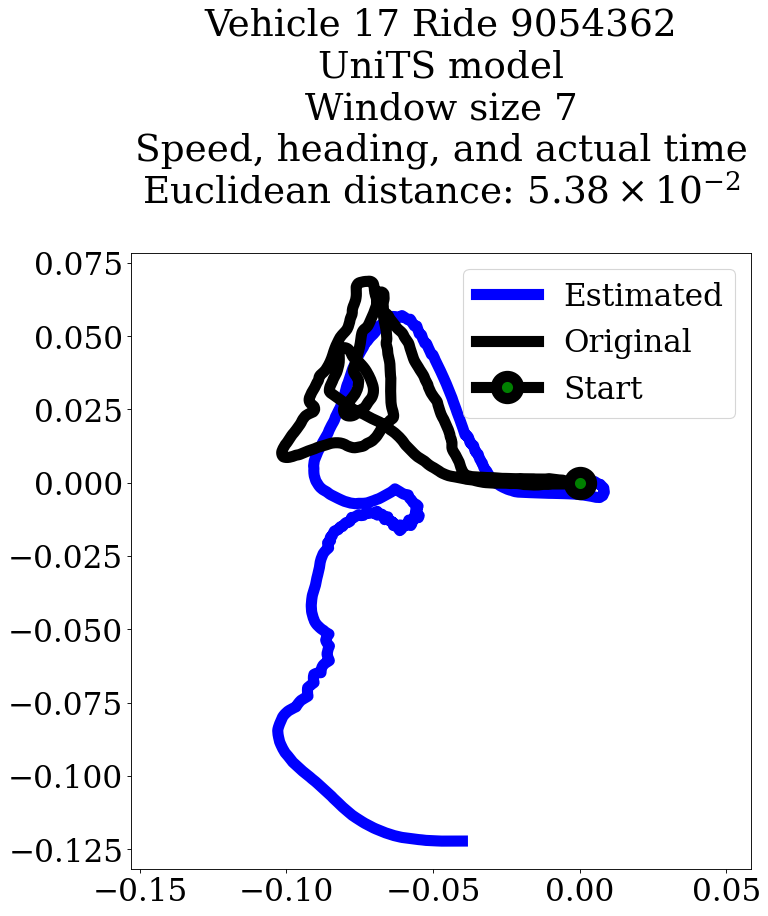 Vehicle 17 Ride 9054362
UniTS model
Window size 7
Speed, heading, and actual time
Euclidean distance: 5.38 × 10⁻²
Estimated
Original
Start
0.075
0.050
0.025
0.000
−0.025
−0.050
−0.075
−0.100
−0.125
−0.15 −0.10 −0.05 0.00 0.05